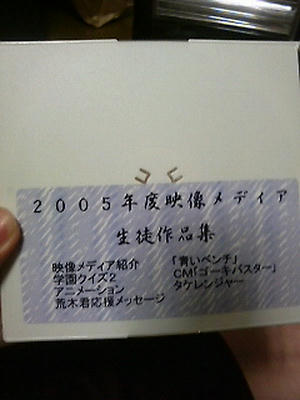 2005年度映像メディア
生徒作品集
映像メディア紹介
学園クイズ2
アニメーション
荒木君応援メッセージ
「青いベンチ」
CM「ゴーキバスター」
タケレンジャー